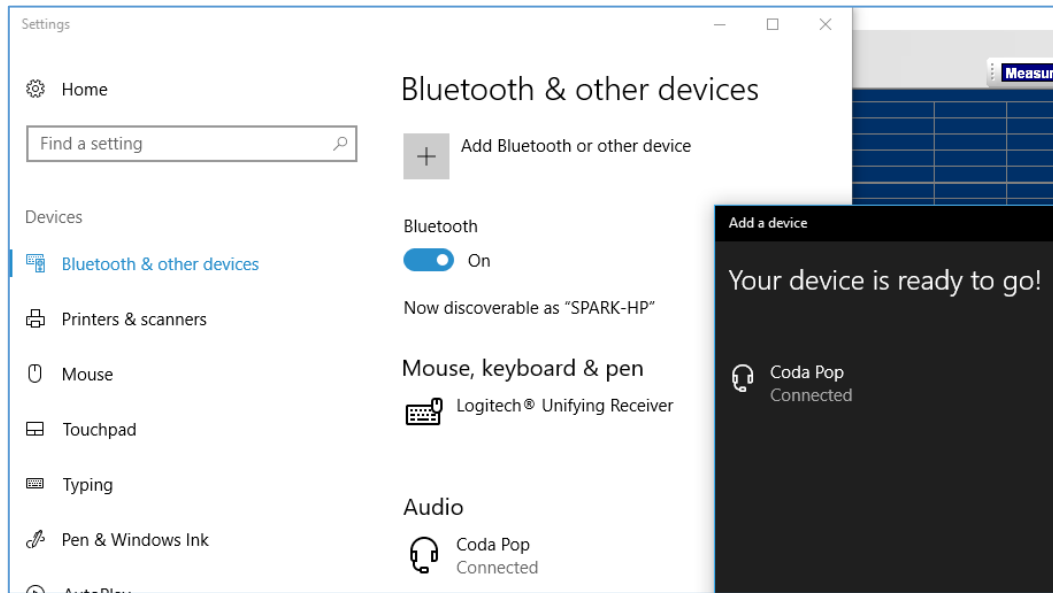 Settings
Home
Find a setting
Devices
Bluetooth & other devices
Printers & scanners
Mouse
Touchpad
Typing
Pen & Windows Ink
AutoPlay
Bluetooth & other devices
Add Bluetooth or other device
Bluetooth
On
Now discoverable as “SPARK-HP”
Mouse, keyboard & pen
Logitech® Unifying Receiver
Audio
Coda Pop
Connected
Measur
Add a device
Your device is ready to go!
Coda Pop
Connected